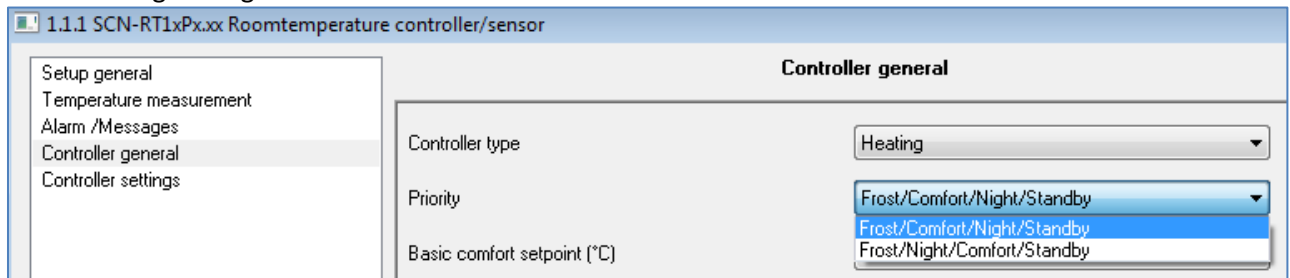 1.1.1 SCN-RT1xPx.xx Roomtemperature controller/sensor
Setup general
Temperature measurement
Alarm /Messages
Controller general
Controller settings
Controller general
Controller type
Heating
Priority
Frost/Comfort/Night/Standby
Frost/Comfort/Night/Standby
Frost/Night/Comfort/Standby
Basic comfort setpoint (°C)